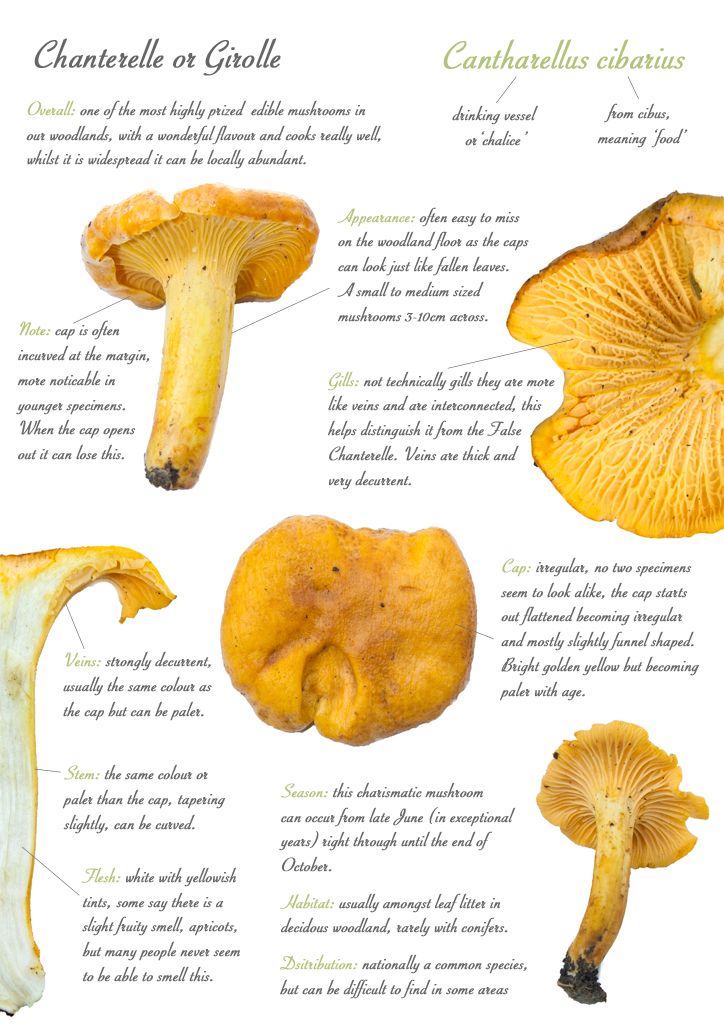 Chanterelle or Girolle
Cantharellus cibarius
drinking vessel
or 'chalice'
from cibus,
meaning 'food'
Overall: one of the most highly prized edible mushrooms in
our woodlands, with a wonderful flavour and cooks really well,
whilst it is widespread it can be locally abundant.
Appearance: often easy to miss
on the woodland floor as the caps
can look just like fallen leaves.
A small to medium sized
mushrooms 3-10cm across.
Note: cap is often
incurved at the margin,
more noticable in
younger specimens.
When the cap opens
out it can lose this.
Gills: not technically gills they are more
like veins and are interconnected, this
helps distinguish it from the False
Chanterelle. Veins are thick and
very decurrent.
Cap: irregular, no two specimens
seem to look alike, the cap starts
out flattened becoming irregular
and mostly slightly funnel shaped.
Bright golden yellow but becoming
paler with age.
Veins: strongly decurrent,
usually the same colour as
the cap but can be paler.
Stem: the same colour or
paler than the cap, tapering
slightly, can be curved.
Flesh: white with yellowish
tints, some say there is a
slight fruity smell, apricots,
but many people never seem
to be able to smell this.
Season: this charismatic mushroom
can occur from late June (in exceptional
years) right through until the end of
October.
Habitat: usually amongst leaf litter in
decidous woodland, rarely with conifers.
Dsitribution: nationally a common species,
but can be difficult to find in some areas